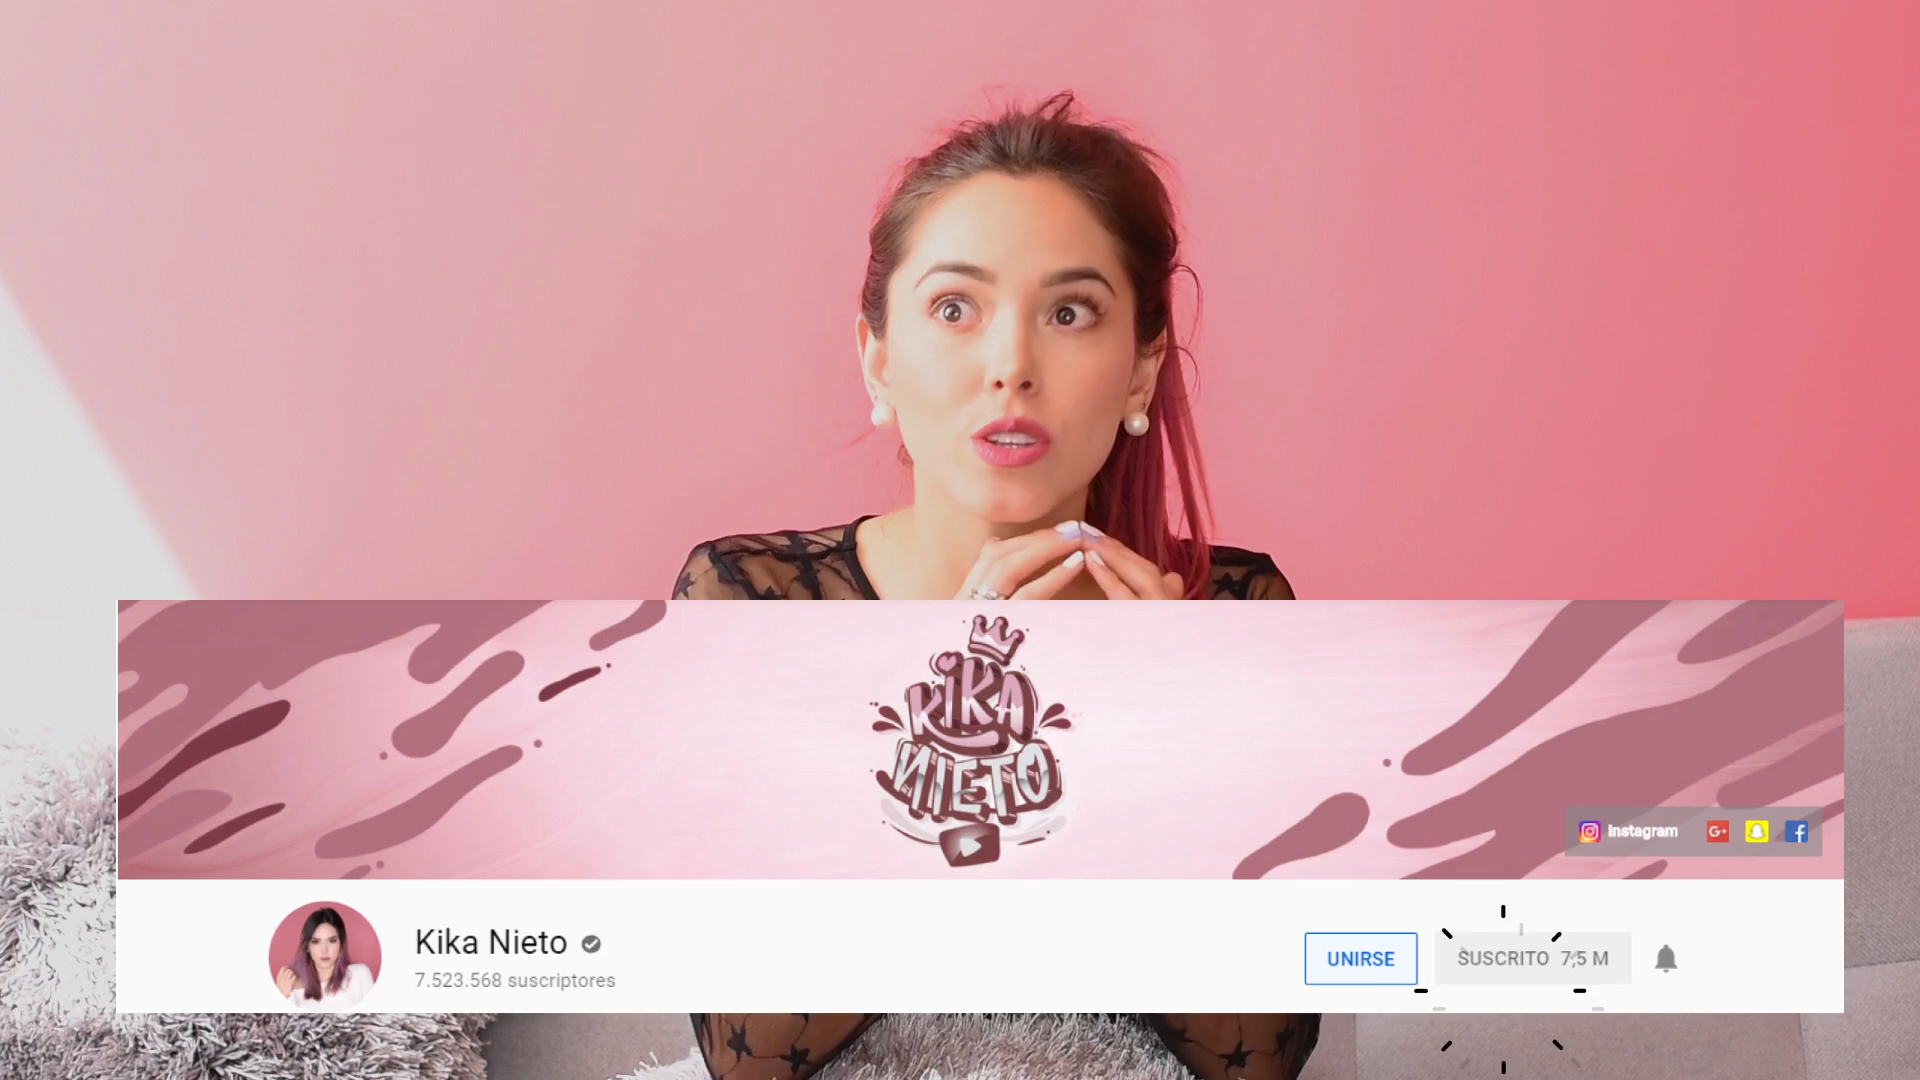 KIKA
NIETO
Instagram
Kika Nieto
7.523.568 suscriptores
UNIRSE
SUSCRITO 7,5 M